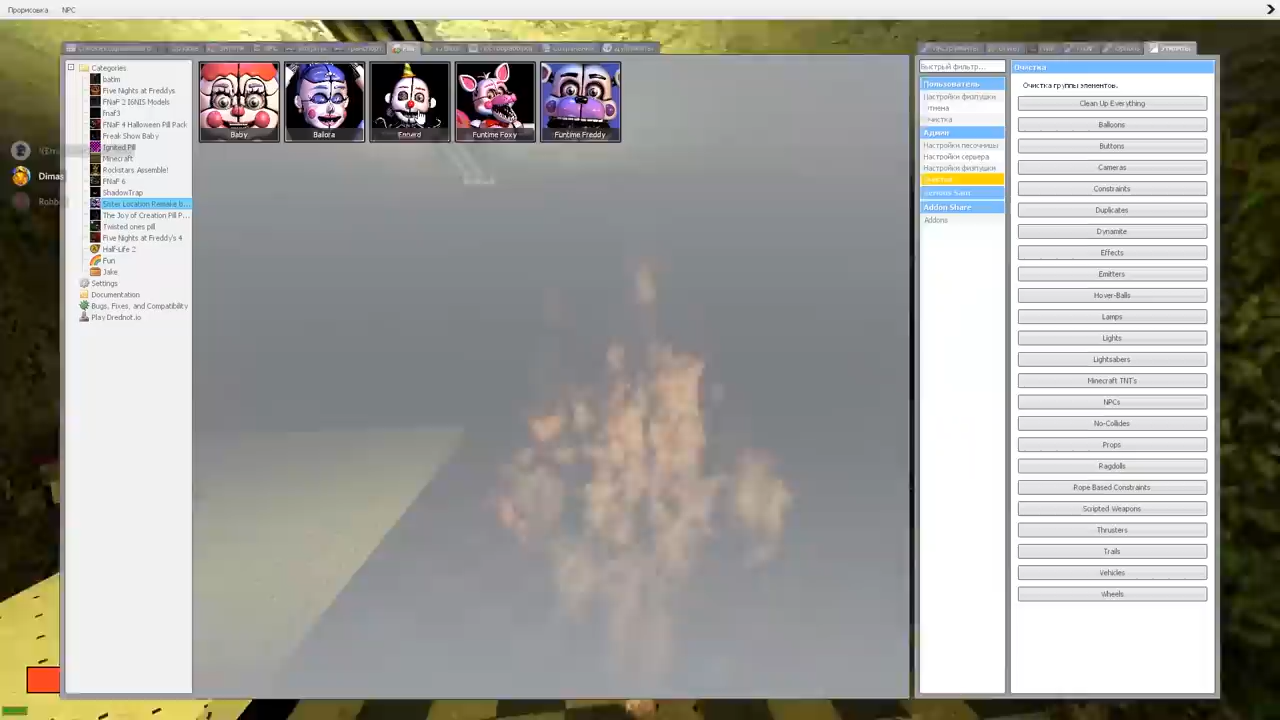 Прорисовка NPC
Categories
batim
Five Nights at Freddys
FNaF 2 I6NIS Models
fnaf3
FNaF 4 Halloween Pill Pack
Freak Show Baby
Ignited Pill
Minecraft
Rockstars Assemble!
FNaF 6
ShadowTrap
Sister Location Remake b...
The Joy of Creation Pill P...
Twisted ones pill
Five Nights at Freddy's 4
Half-Life 2
Fun
Jake
Settings
Documentation
Bugs, Fixes, and Compatibility
Play Drednot.io
Dimas
Baby
Ballora
Ennard
Funtime Foxy
Funtime Freddy
Быстрый фильтр...
Пользователь
Настройки физпушки
Отмена
Очистка
Админ
Настройки песочницы
Настройки сервера
Настройки физпушки
Serious Sam
Addon Share
Addons
Утилиты
Очистка
Очистка группы элементов.
Clean Up Everything
Balloons
Buttons
Cameras
Constraints
Duplicates
Dynamite
Effects
Emitters
Hover-Balls
Lamps
Lights
Lightsabers
Minecraft TNT's
NPCs
No-Collides
Props
Ragdolls
Rope Based Constraints
Scripted Weapons
Thrusters
Trails
Vehicles
Wheels